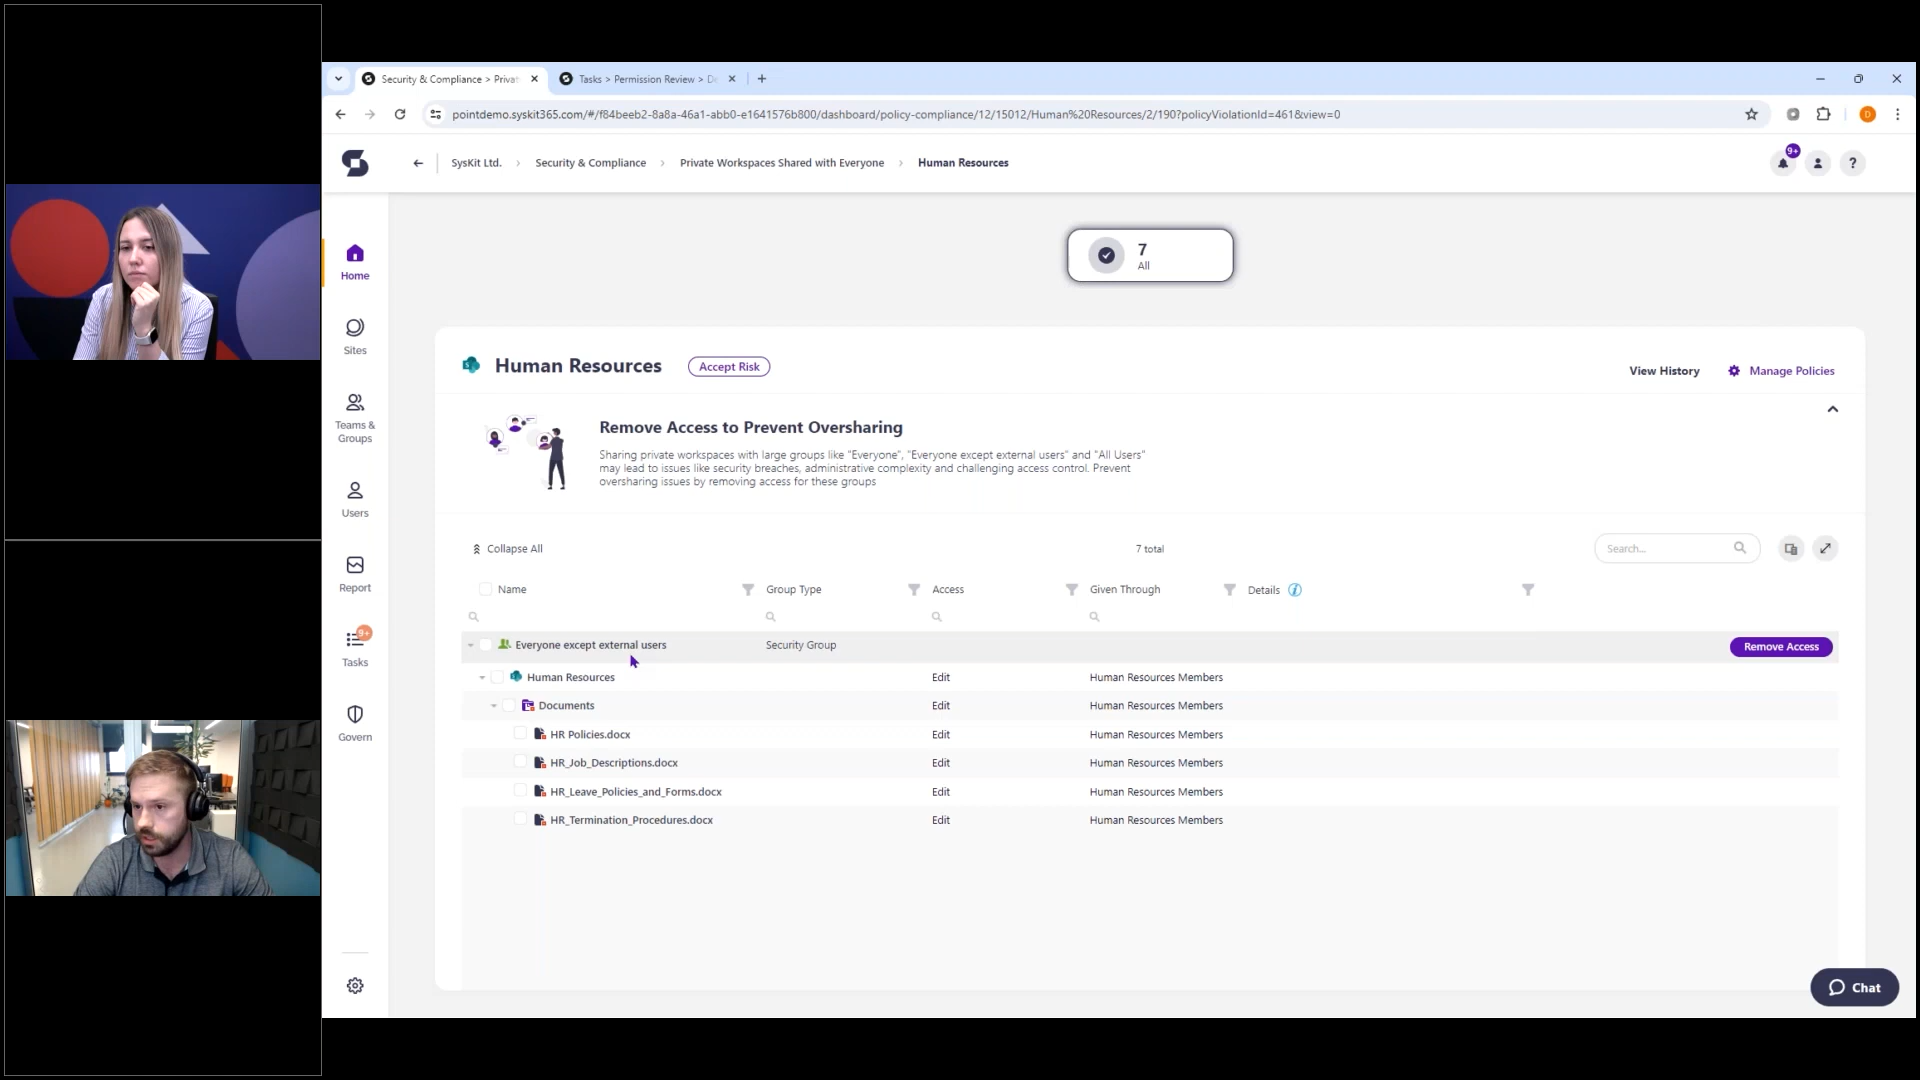 Security & Compliance > Privat
Tasks > Permission Review > De
pointdemo.syskit365.com/#/f84beeb2-8a8a-46a1-abb0-e1641576b800/dashboard/policy-compliance/12/15012/Human%20Resources/2/190?policyViolationId=461&view=0
D
SysKit Ltd. > Security & Compliance > Private Workspaces Shared with Everyone > Human Resources
9+
?
Home
Sites
Teams &
Groups
Users
Report
9+
Tasks
Govern
7
All
Human Resources
Accept Risk
View History
Manage Policies
Remove Access to Prevent Oversharing
Sharing private workspaces with large groups like "Everyone", "Everyone except external users" and "All Users"
may lead to issues like security breaches, administrative complexity and challenging access control. Prevent
oversharing issues by removing access for these groups
Collapse All
7 total
Search...
Name Group Type Access Given Through Details i
Everyone except external users Security Group Remove Access
Human Resources Edit Human Resources Members
Documents Edit Human Resources Members
HR Policies.docx Edit Human Resources Members
HR_Job_Descriptions.docx Edit Human Resources Members
HR_Leave_Policies_and_Forms.docx Edit Human Resources Members
HR_Termination_Procedures.docx Edit Human Resources Members
Chat